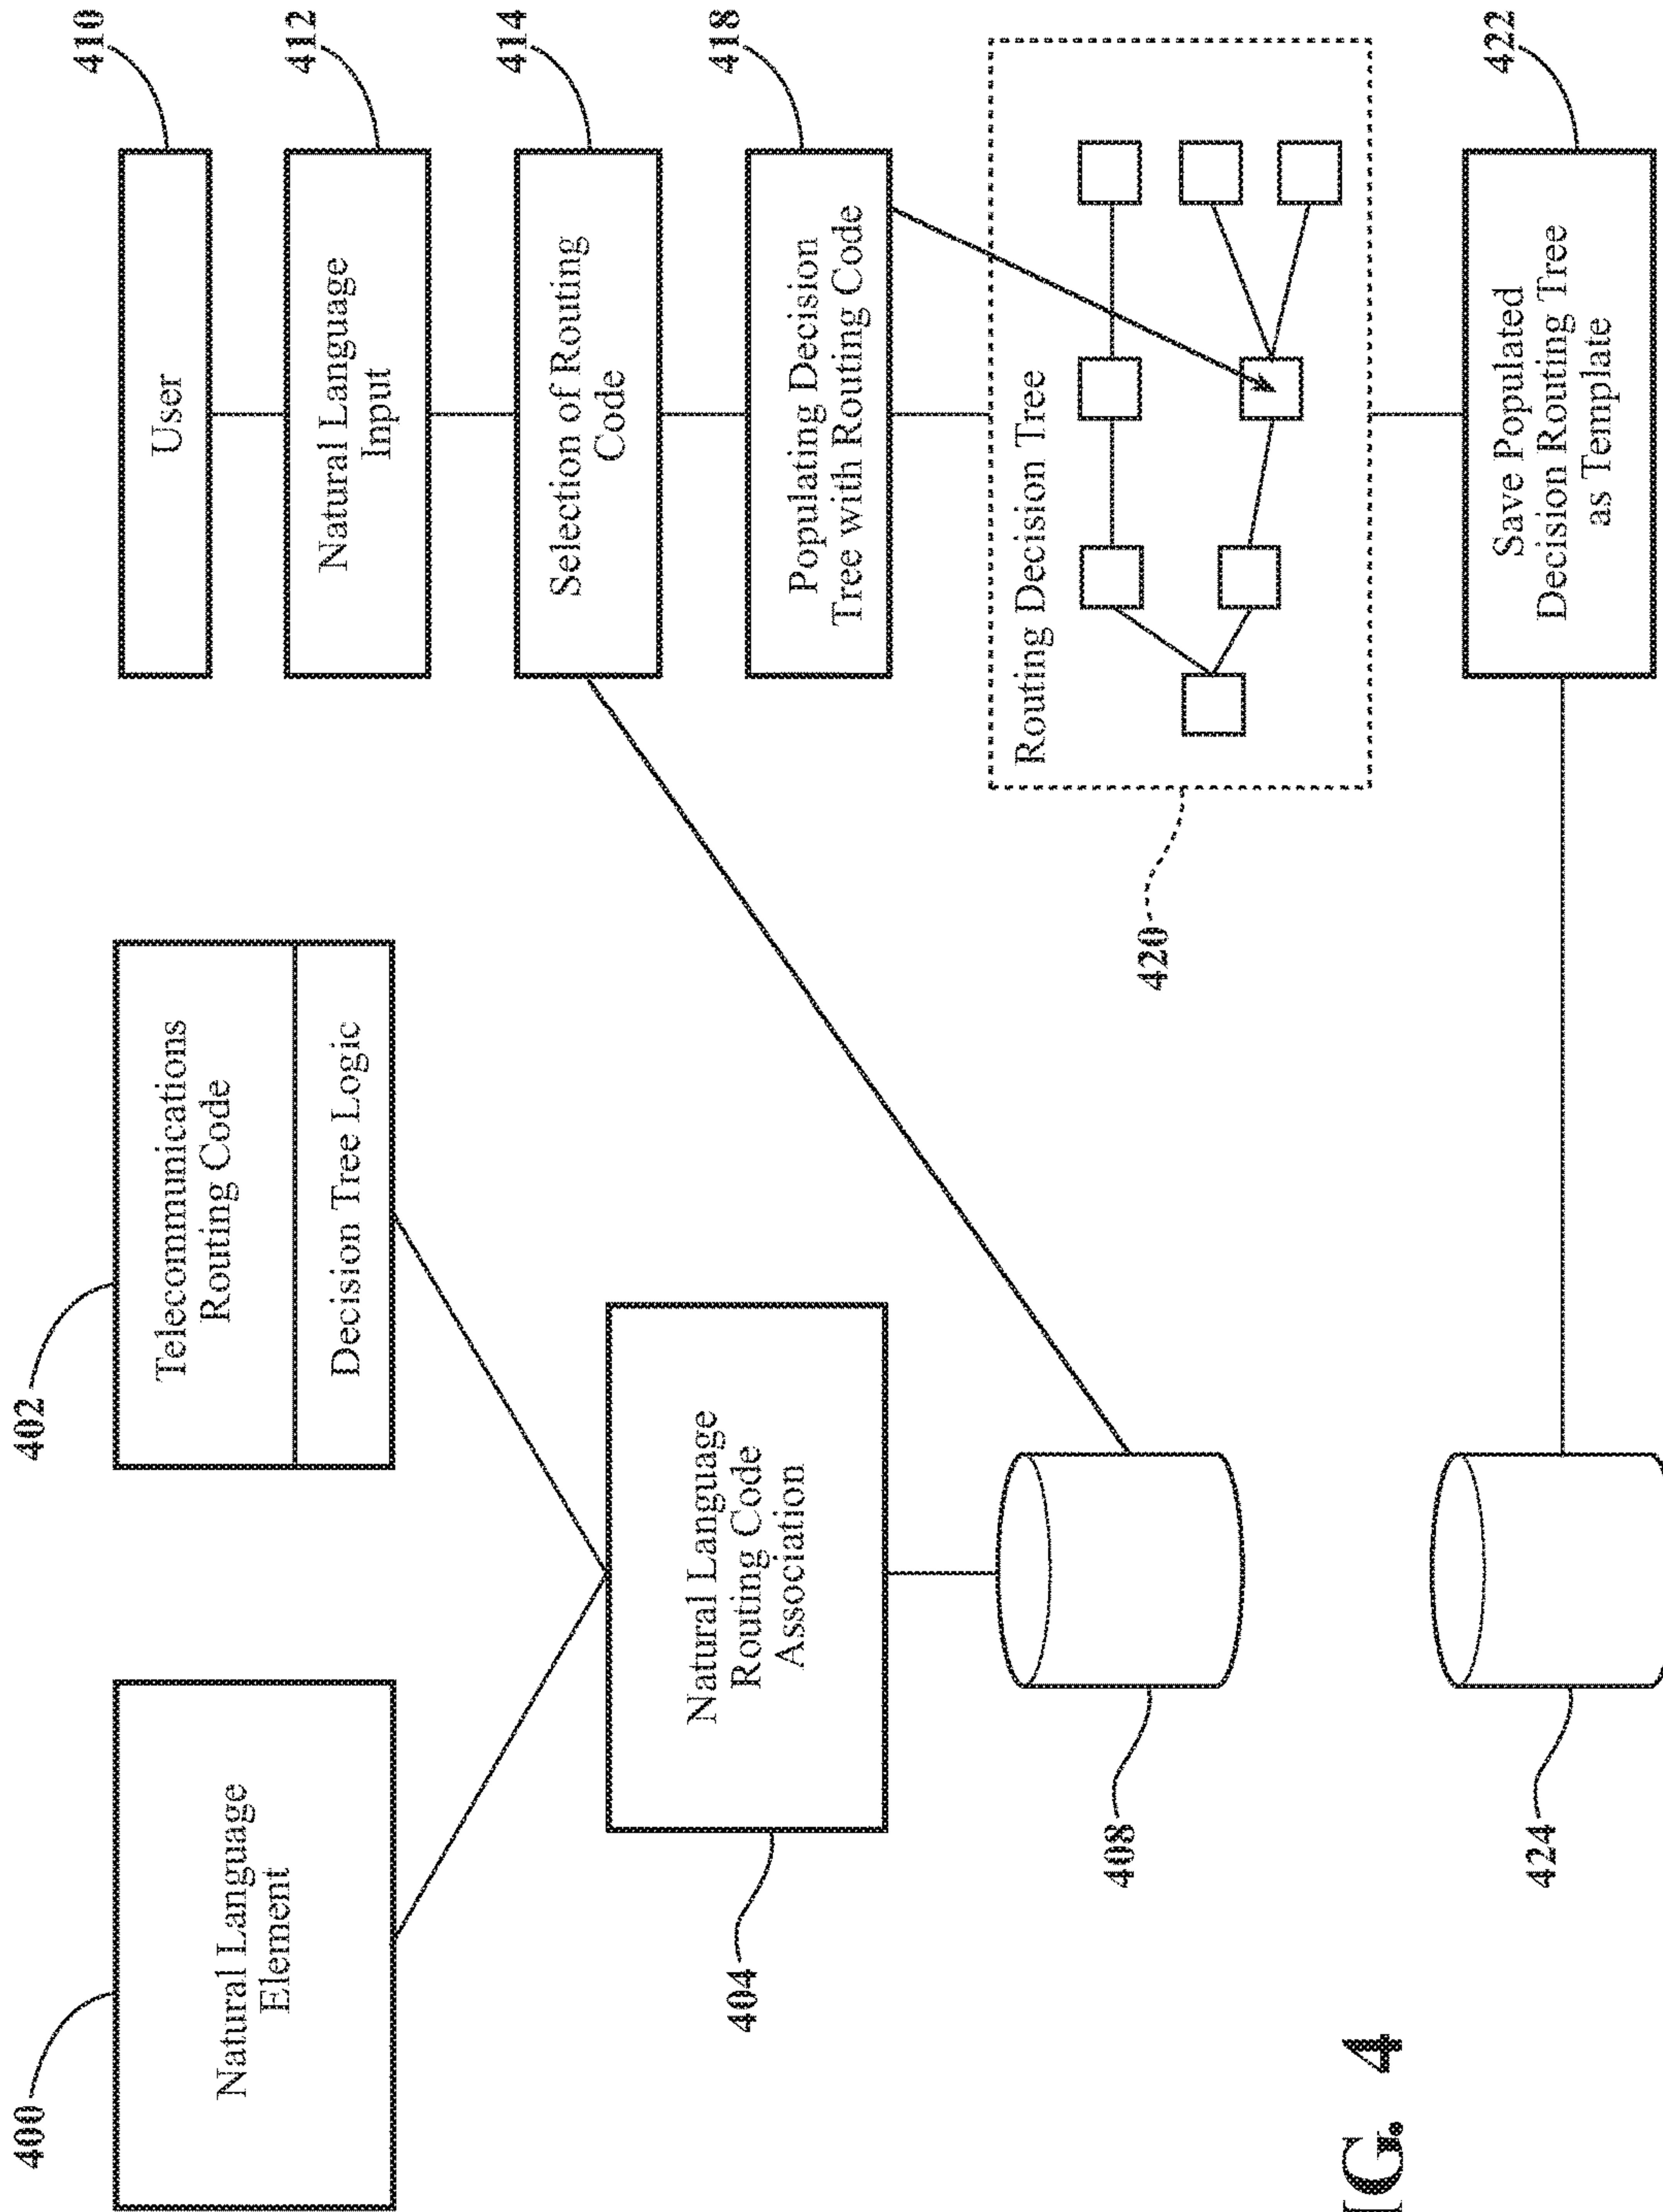 400
Natural Language
Element
402
Telecommunications
Routing Code
Decision Tree Logic
404
Natural Language
Routing Code
Association
408
410
User
412
Natural Language
Input
414
Selection of Routing
Code
418
Populating Decision
Tree with Routing Code
420
Routing Decision Tree
422
Save Populated
Decision Routing Tree
as Template
424
IG. 4